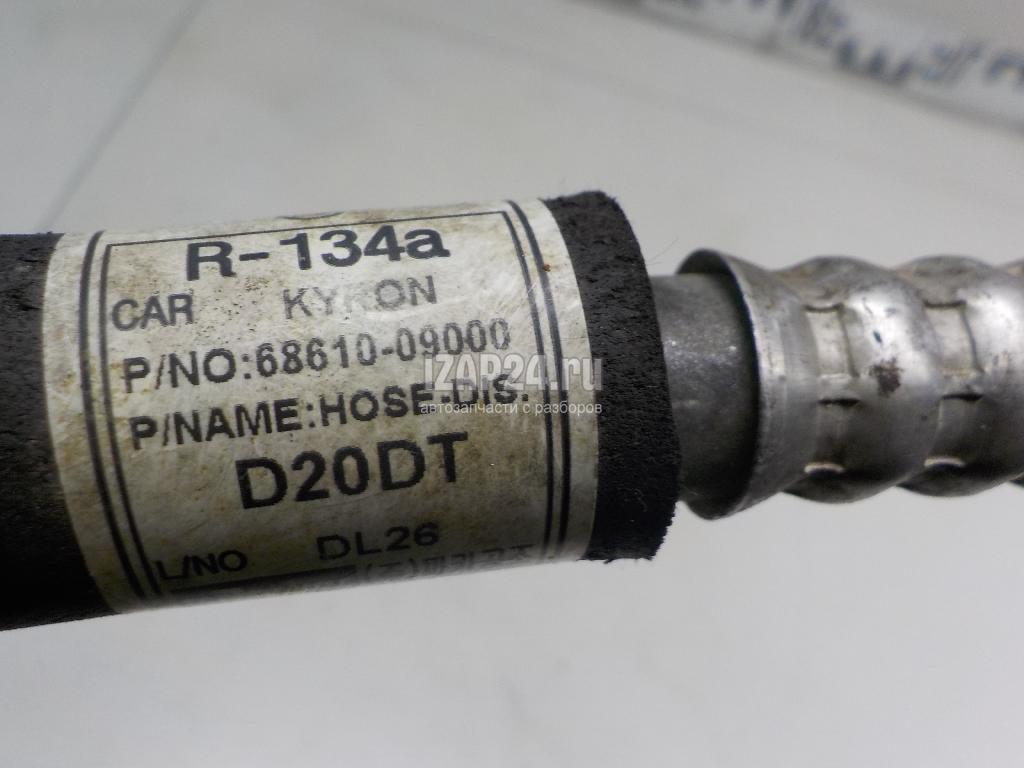 R-134a
CAR KYRON
P/NO:68610-09000
IZAP24.ru
P/NAME:HOSE-DIS.
автозапчасти с разборов
D20DT
L/NO DL26